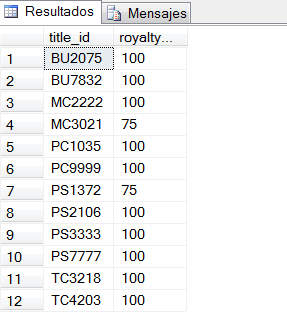 Resultados Mensajes
title_id royalty...
1 BU2075 100
2 BU7832 100
3 MC2222 100
4 MC3021 75
5 PC1035 100
6 PC9999 100
7 PS1372 75
8 PS2106 100
9 PS3333 100
10 PS7777 100
11 TC3218 100
12 TC4203 100